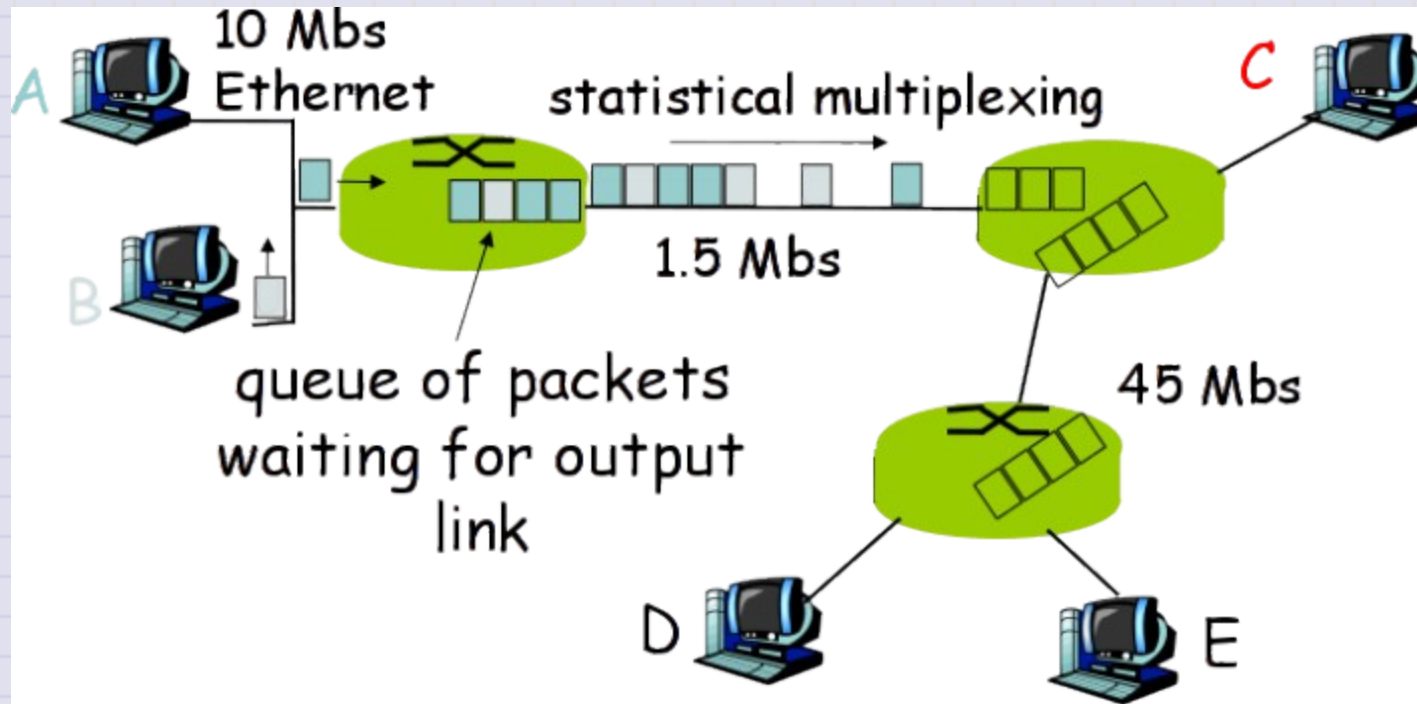 A
10 Mbs
Ethernet
statistical multiplexing
C
B
1.5 Mbs
queue of packets
waiting for output
link
45 Mbs
D
E